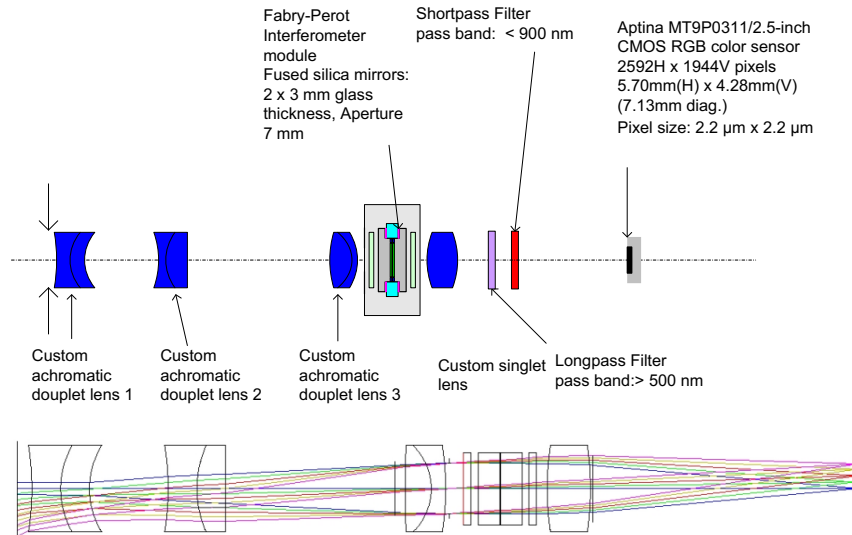 Fabry-Perot
Interferometer
module
Fused silica mirrors:
2 x 3 mm glass
thickness, Aperture
7 mm
Shortpass Filter
pass band: < 900 nm
Aptina MT9P0311/2.5-inch
CMOS RGB color sensor
2592H x 1944V pixels
5.70mm(H) x 4.28mm(V)
(7.13mm diag.)
Pixel size: 2.2 µm x 2.2 µm
Custom
achromatic
douplet lens 1
Custom
achromatic
douplet lens 2
Custom
achromatic
douplet lens 3
Custom singlet
lens
Longpass Filter
pass band:> 500 nm